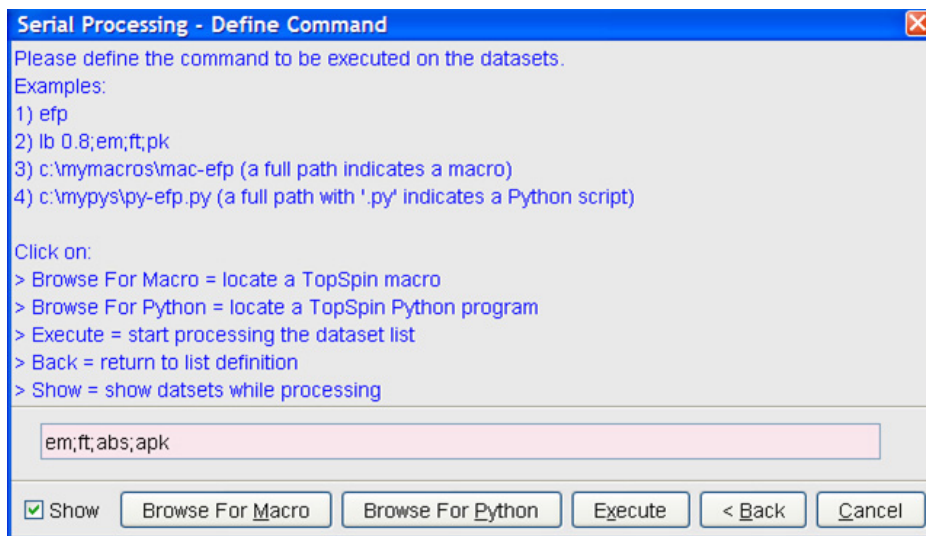 Serial Processing - Define Command
Please define the command to be executed on the datasets.
Examples:
1) efp
2) lb 0.8;em;ft;pk
3) c:\mymacros\mac-efp (a full path indicates a macro)
4) c:\mypys\py-efp.py (a full path with '.py' indicates a Python script)
Click on:
> Browse For Macro = locate a TopSpin macro
> Browse For Python = locate a TopSpin Python program
> Execute = start processing the dataset list
> Back = return to list definition
> Show = show datsets while processing
em;ft;abs;apk
Show Browse For Macro Browse For Python Execute < Back Cancel